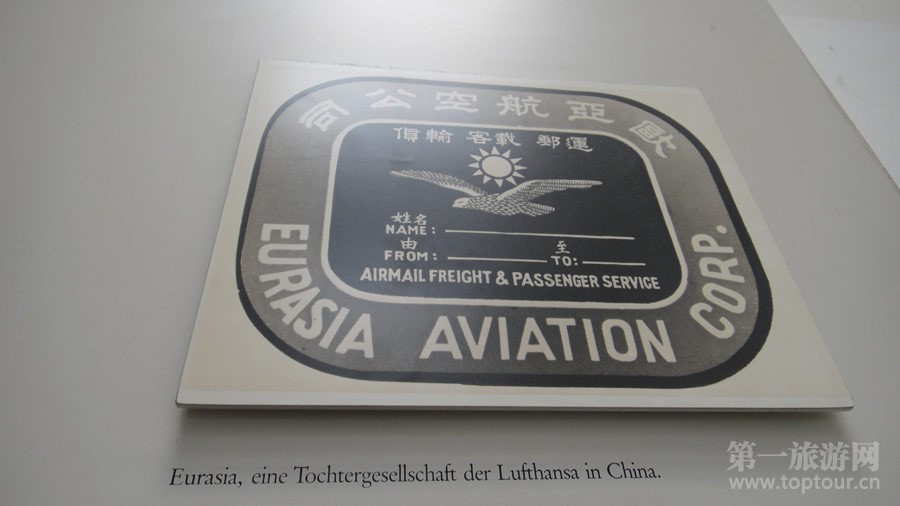 歐亞航空公司
運郵 載客 輸貨
姓名
NAME:
由 至
FROM: TO:
AIRMAIL FREIGHT & PASSENGER SERVICE
EURASIA AVIATION CORP.
Eurasia, eine Tochtergesellschaft der Lufthansa in China.
第一旅游网
www.toptour.cn